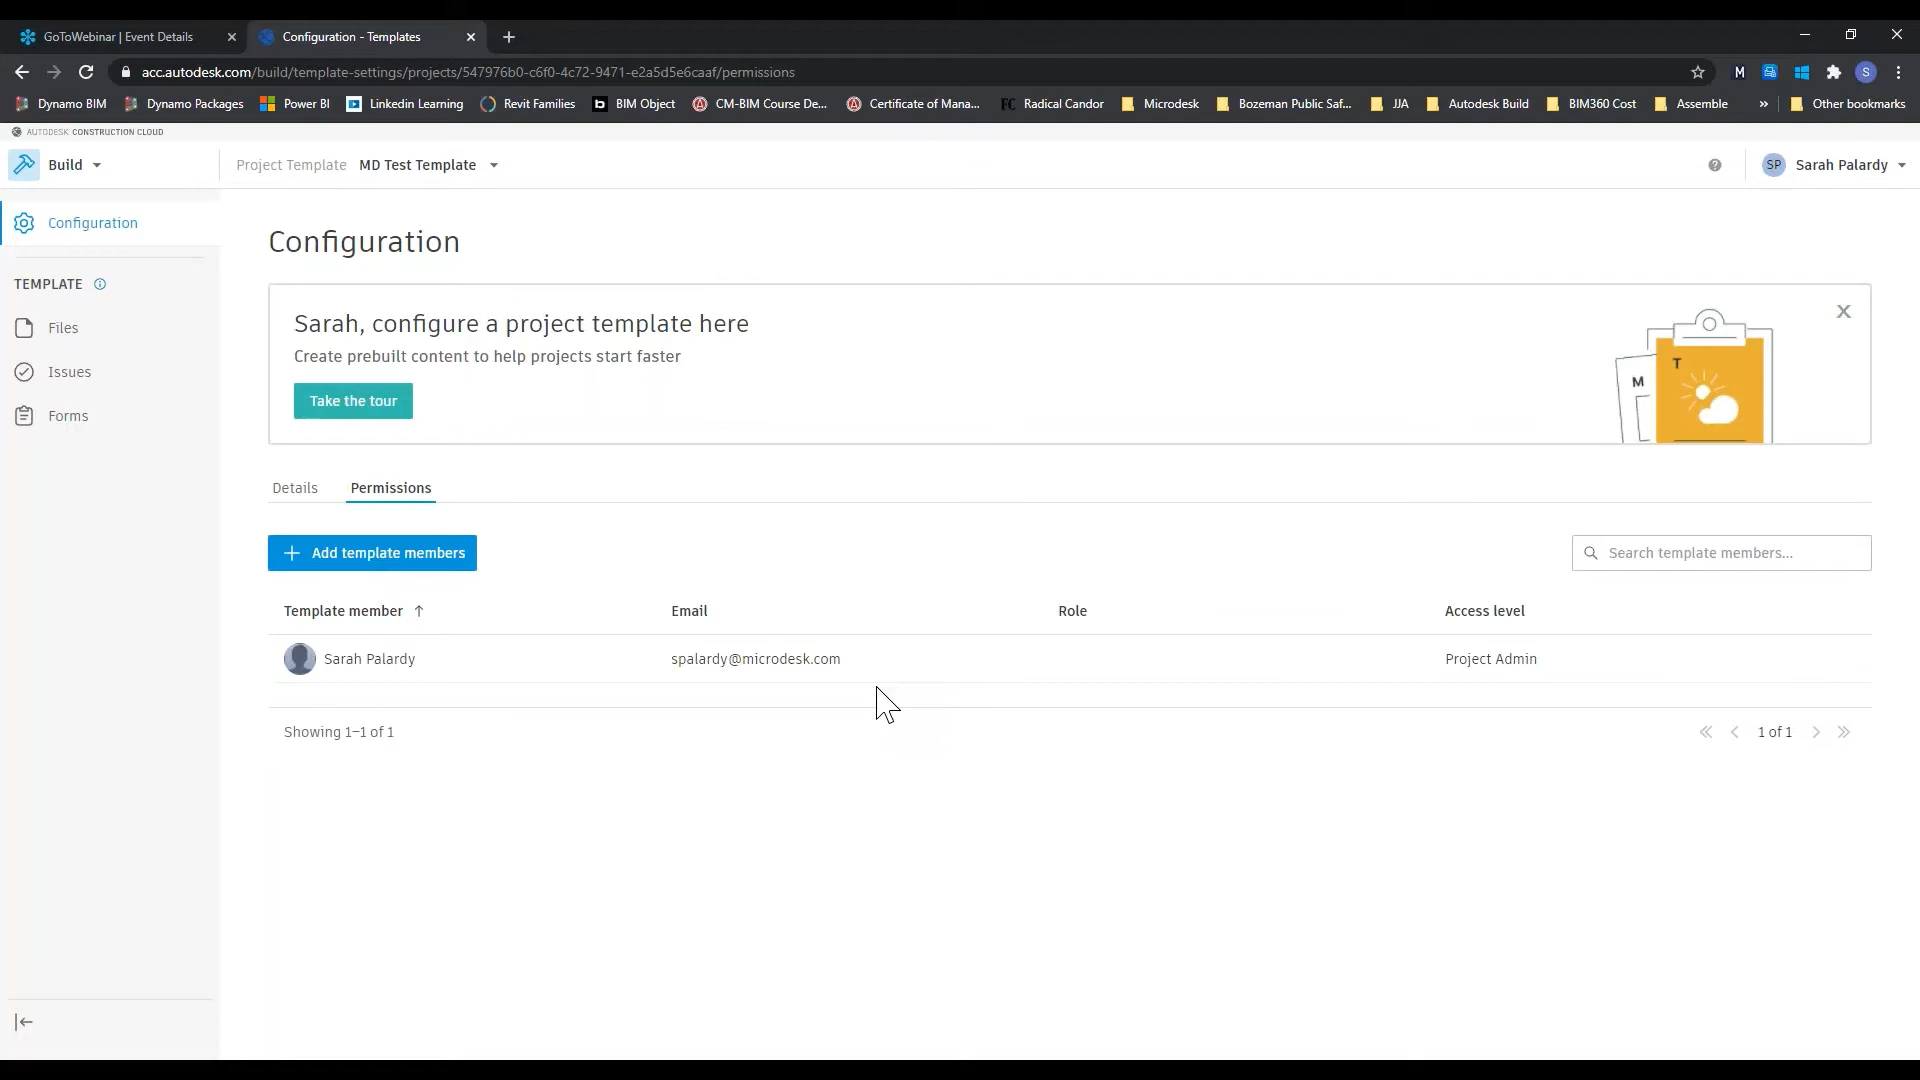 GoToWebinar | Event Details
Configuration - Templates
acc.autodesk.com/build/template-settings/projects/547976b0-c6f0-4c72-9471-e2a5d5e6caaf/permissions
M
S
Dynamo BIM
Dynamo Packages
Power BI
Linkedin Learning
Revit Families
b BIM Object
CM-BIM Course De...
Certificate of Mana...
FC Radical Candor
Microdesk
Bozeman Public Saf...
JJA
Autodesk Build
BIM360 Cost
Assemble
»
Other bookmarks
AUTODESK CONSTRUCTION CLOUD
Build
Project Template MD Test Template
SP Sarah Palardy
Configuration
TEMPLATE
Files
Issues
Forms
Configuration
Sarah, configure a project template here
Create prebuilt content to help projects start faster
Take the tour
M
T
Details Permissions
+ Add template members
Search template members...
Template member ↑ Email Role Access level
Sarah Palardy spalardy@microdesk.com Project Admin
Showing 1–1 of 1
1 of 1